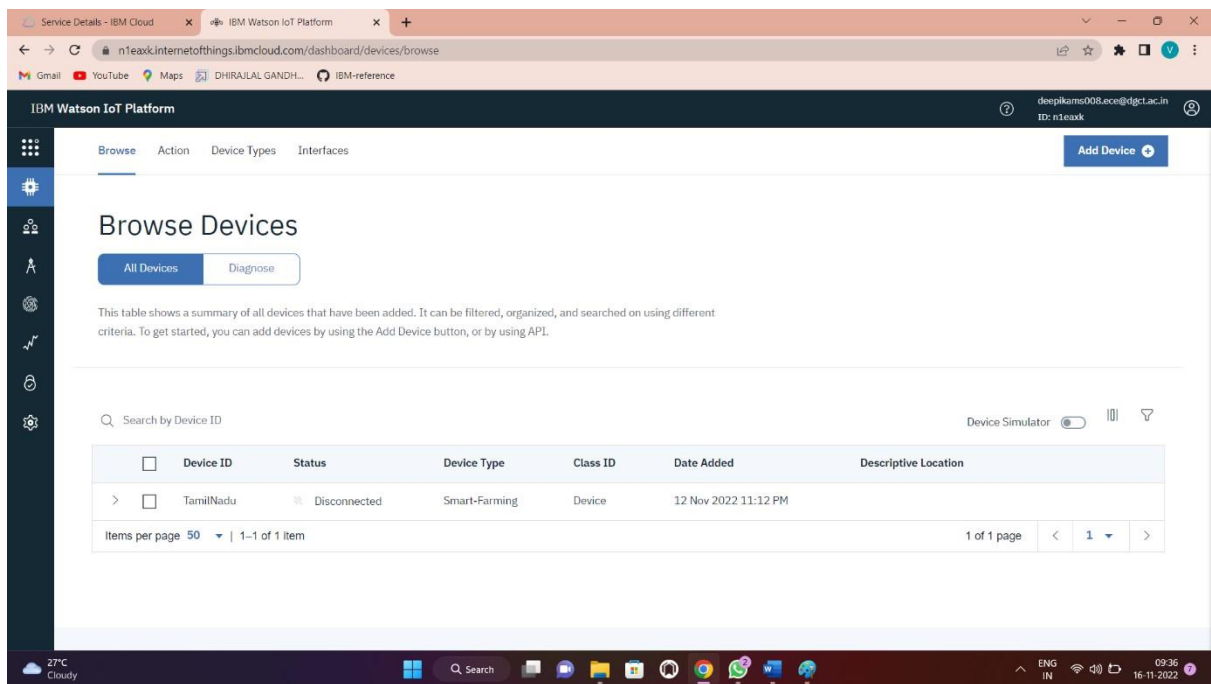 Service Details - IBM Cloud
IBM Watson IoT Platform
n1eaxk.internetofthings.ibmcloud.com/dashboard/devices/browse
V
Gmail YouTube Maps DHIRAJLAL GANDH... IBM-reference
IBM Watson IoT Platform
deepikams008.ece@dgct.ac.in
ID: n1eaxk
Browse Action Device Types Interfaces
Add Device
Browse Devices
All Devices Diagnose
This table shows a summary of all devices that have been added. It can be filtered, organized, and searched on using different
criteria. To get started, you can add devices by using the Add Device button, or by using API.
Search by Device ID
Device Simulator
Device ID Status Device Type Class ID Date Added Descriptive Location
TamilNadu Disconnected Smart-Farming Device 12 Nov 2022 11:12 PM
Items per page 50 | 1–1 of 1 item
1 of 1 page 1
27°C
Cloudy
Search
2
ENG
IN
09:36
16-11-2022
7